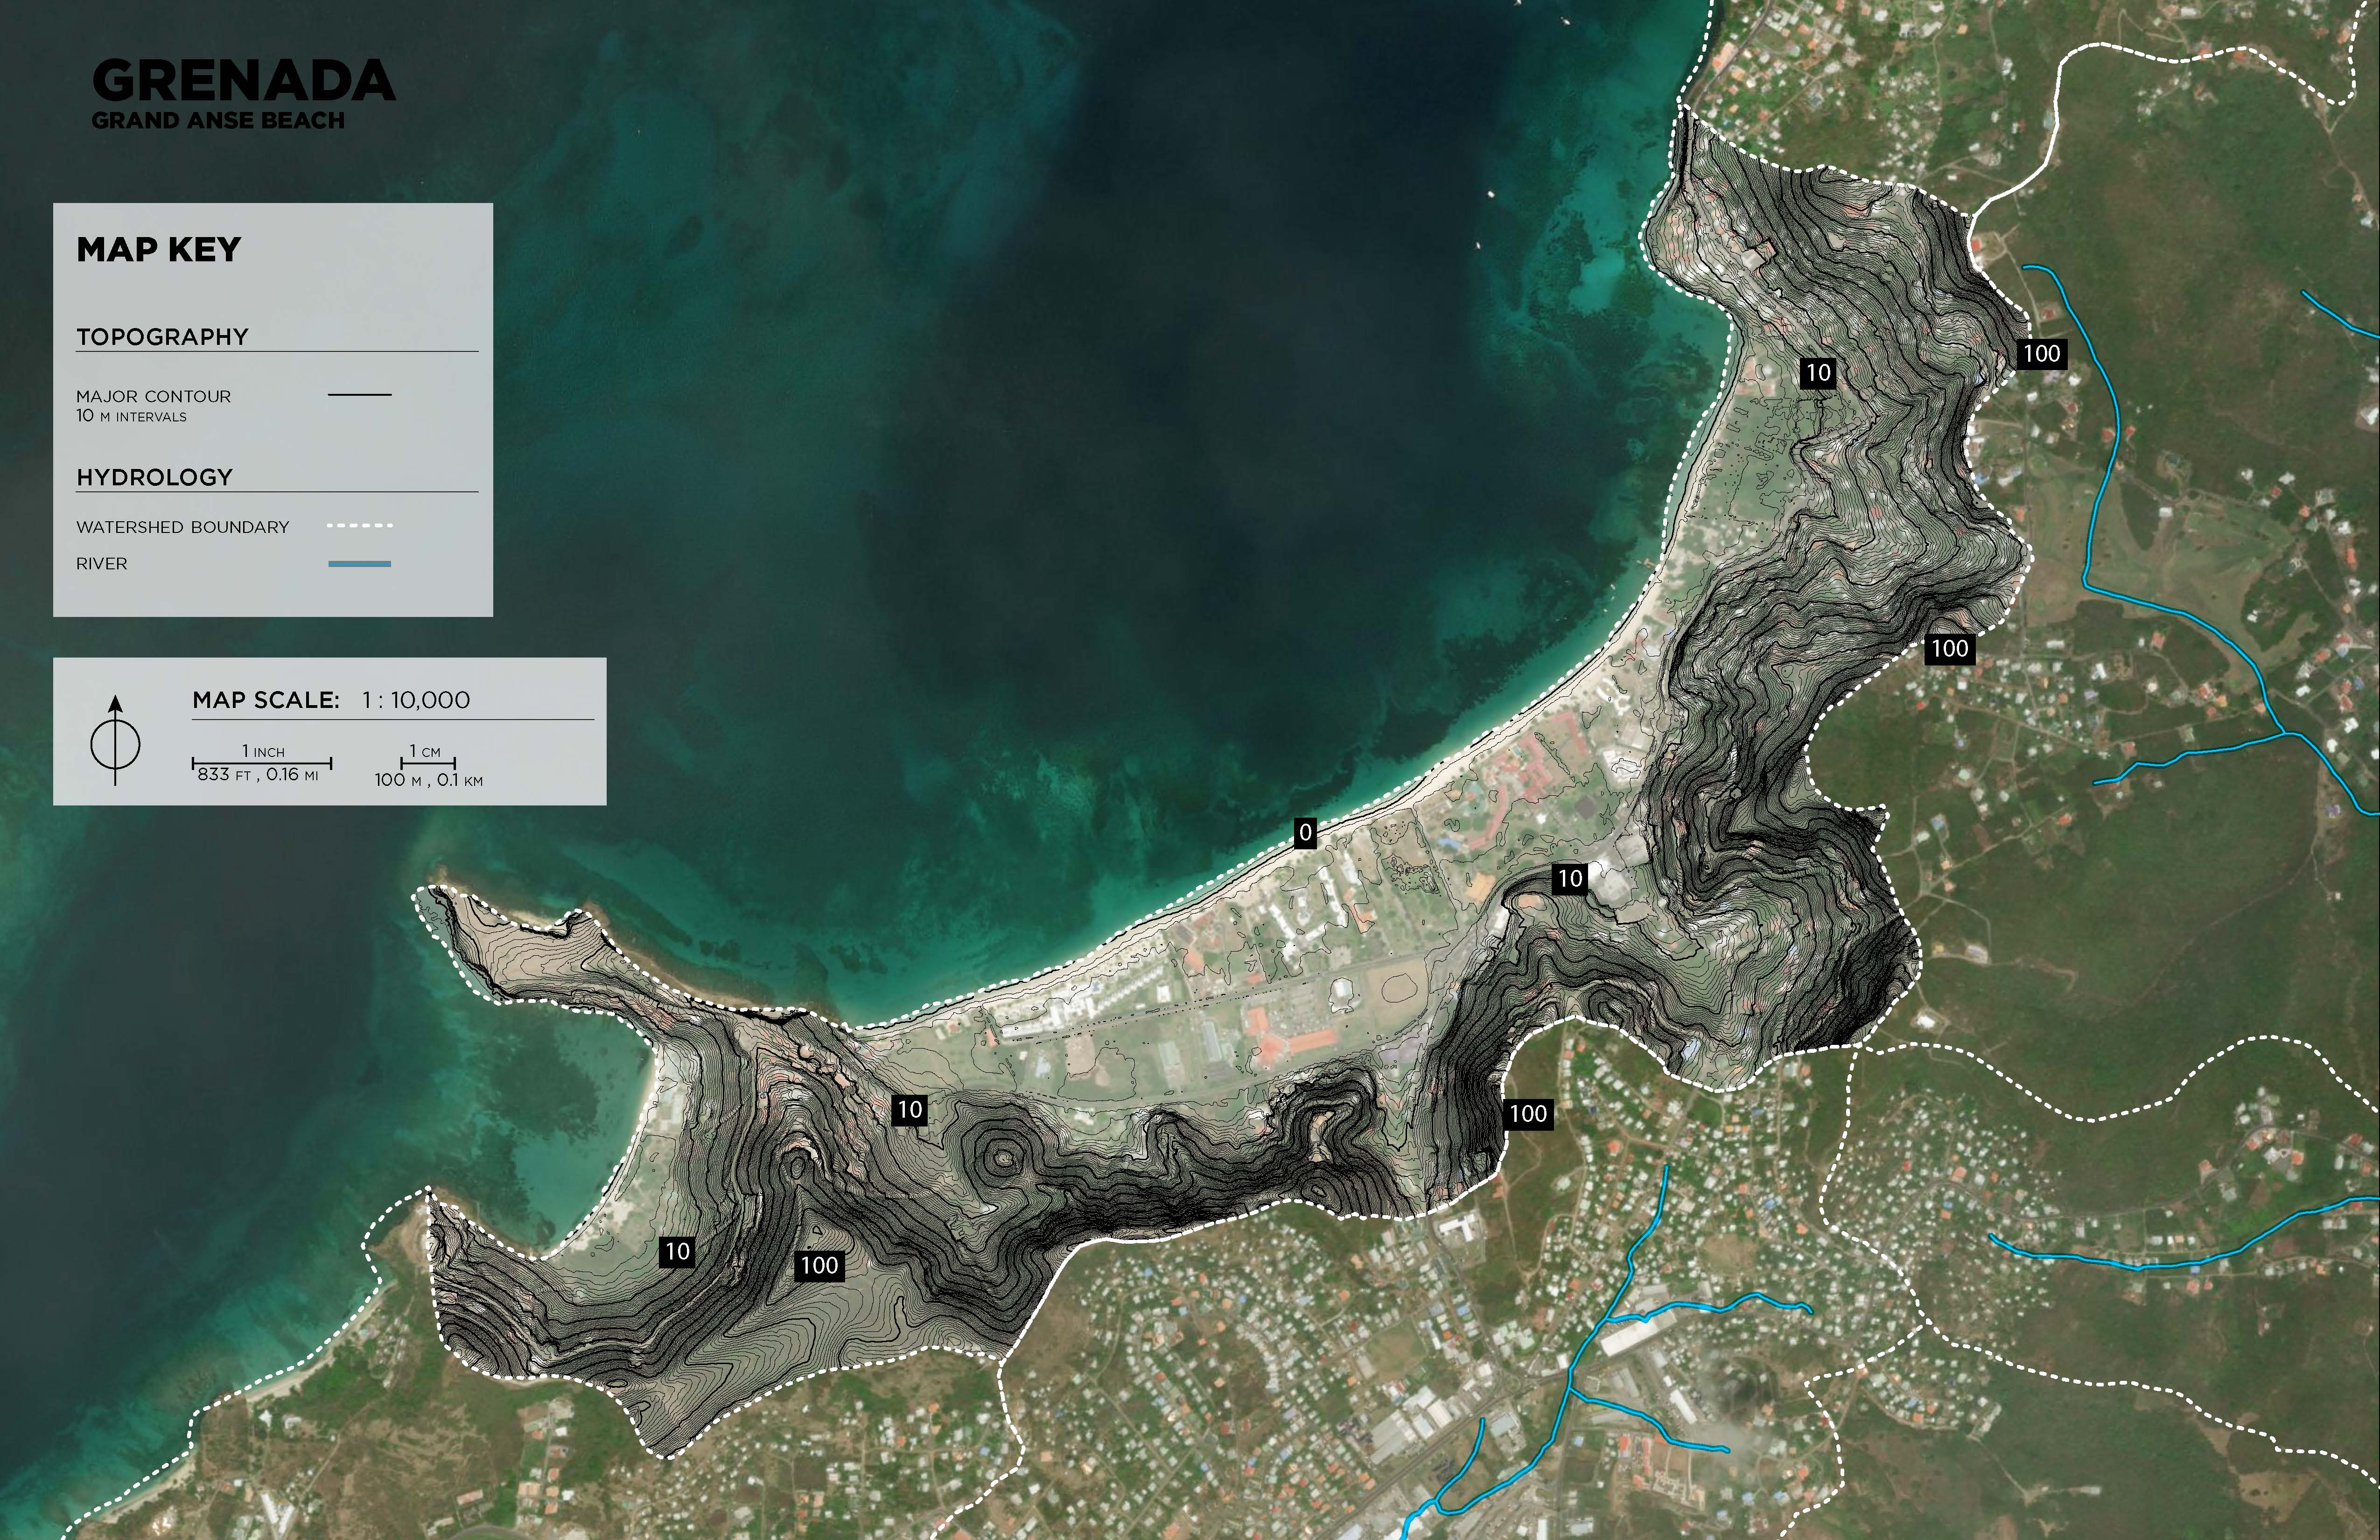 GRENADA
GRAND ANSE BEACH
MAP KEY
TOPOGRAPHY
MAJOR CONTOUR
10 M INTERVALS
HYDROLOGY
WATERSHED BOUNDARY
RIVER
MAP SCALE: 1 : 10,000
1 INCH
833 FT , 0.16 MI
1 CM
100 M , 0.1 KM
100
10
100
0
10
10
100
10
100